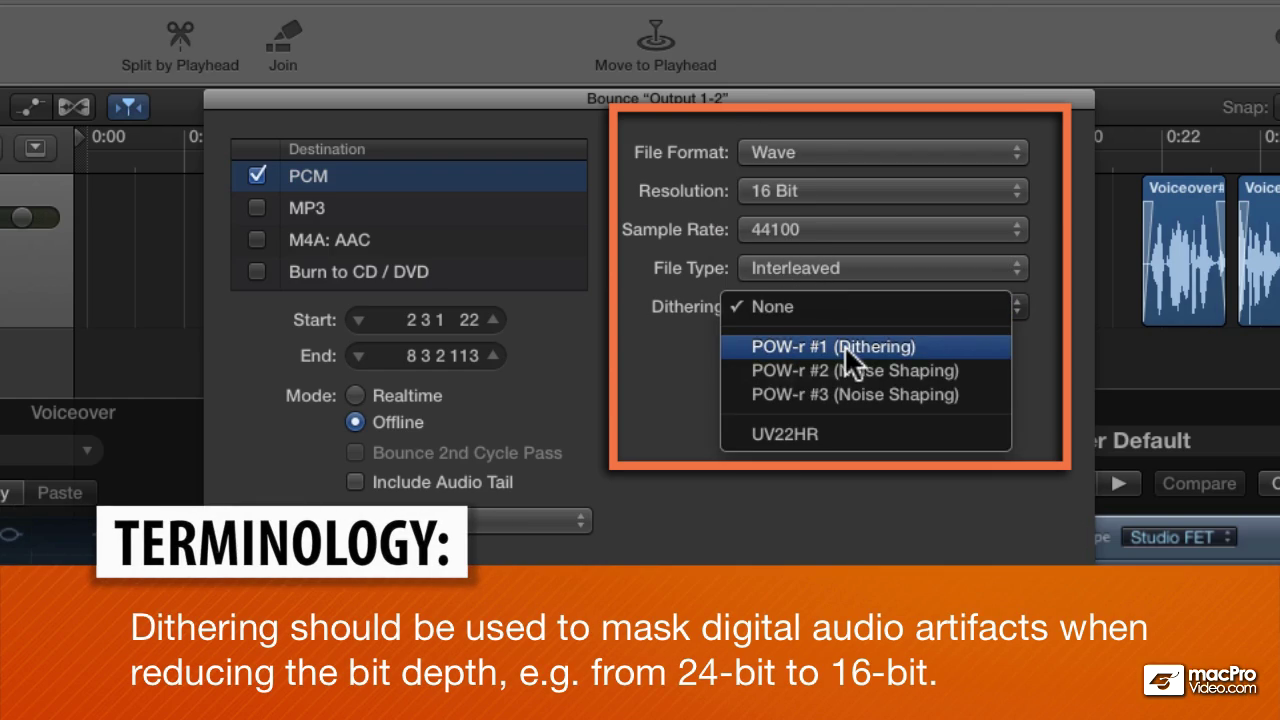 Split by Playhead
Join
Move to Playhead
Bounce "Output 1-2"
Snap:
0:00
0:
0
0:22
0:
Destination
PCM
MP3
M4A: AAC
Burn to CD / DVD
Start: 2 3 1 22
End: 8 3 2 113
Mode: Realtime
Offline
Bounce 2nd Cycle Pass
Include Audio Tail
File Format: Wave
Resolution: 16 Bit
Sample Rate: 44100
File Type: Interleaved
Dithering
✓ None
POW-r #1 (Dithering)
POW-r #2 (Noise Shaping)
POW-r #3 (Noise Shaping)
UV22HR
Voiceover#
Voice
Voiceover
y
Paste
er Default
Compare
C
pe
Studio FET
TERMINOLOGY:
Dithering should be used to mask digital audio artifacts when
reducing the bit depth, e.g. from 24-bit to 16-bit.
macPro
Video.com